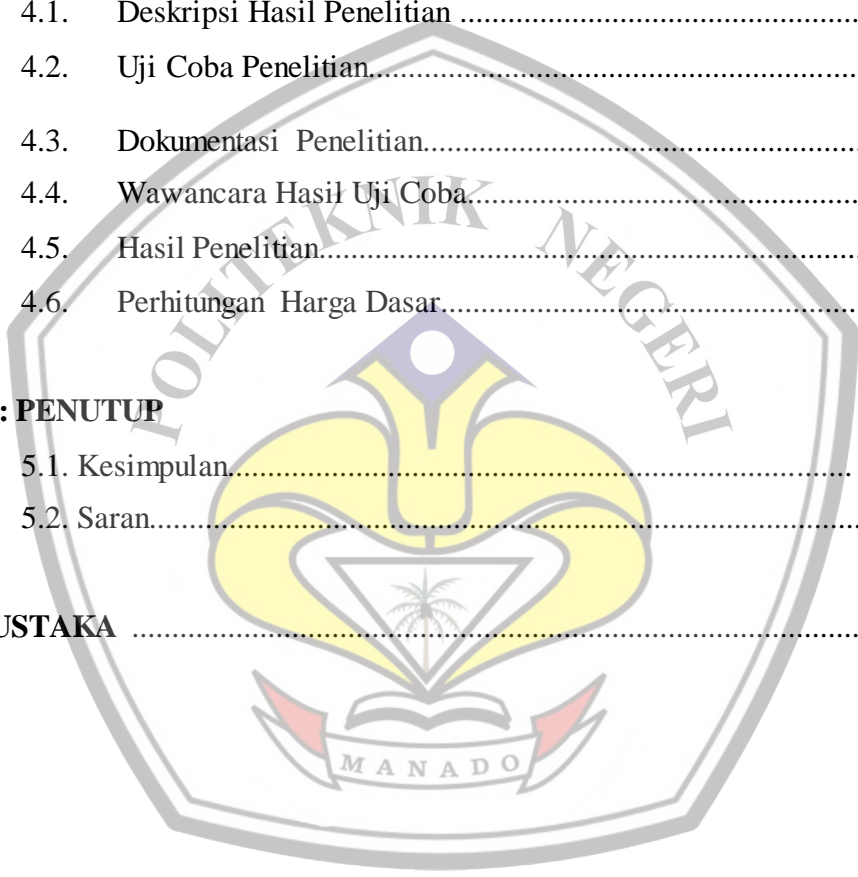 4.1. Deskripsi Hasil Penelitian ......................................................
4.2. Uji Coba Penelitian..............................................................
4.3. Dokumentasi Penelitian.......................................................
4.4. Wawancara Hasil Uji Coba.................................................
4.5. Hasil Penelitian....................................................................
4.6. Perhitungan Harga Dasar.....................................................
: PENUTUP
5.1. Kesimpulan...............................................................................
5.2. Saran..........................................................................................
USTAKA ............................................................................................
POLITEKNIK NEGERI
MANADO